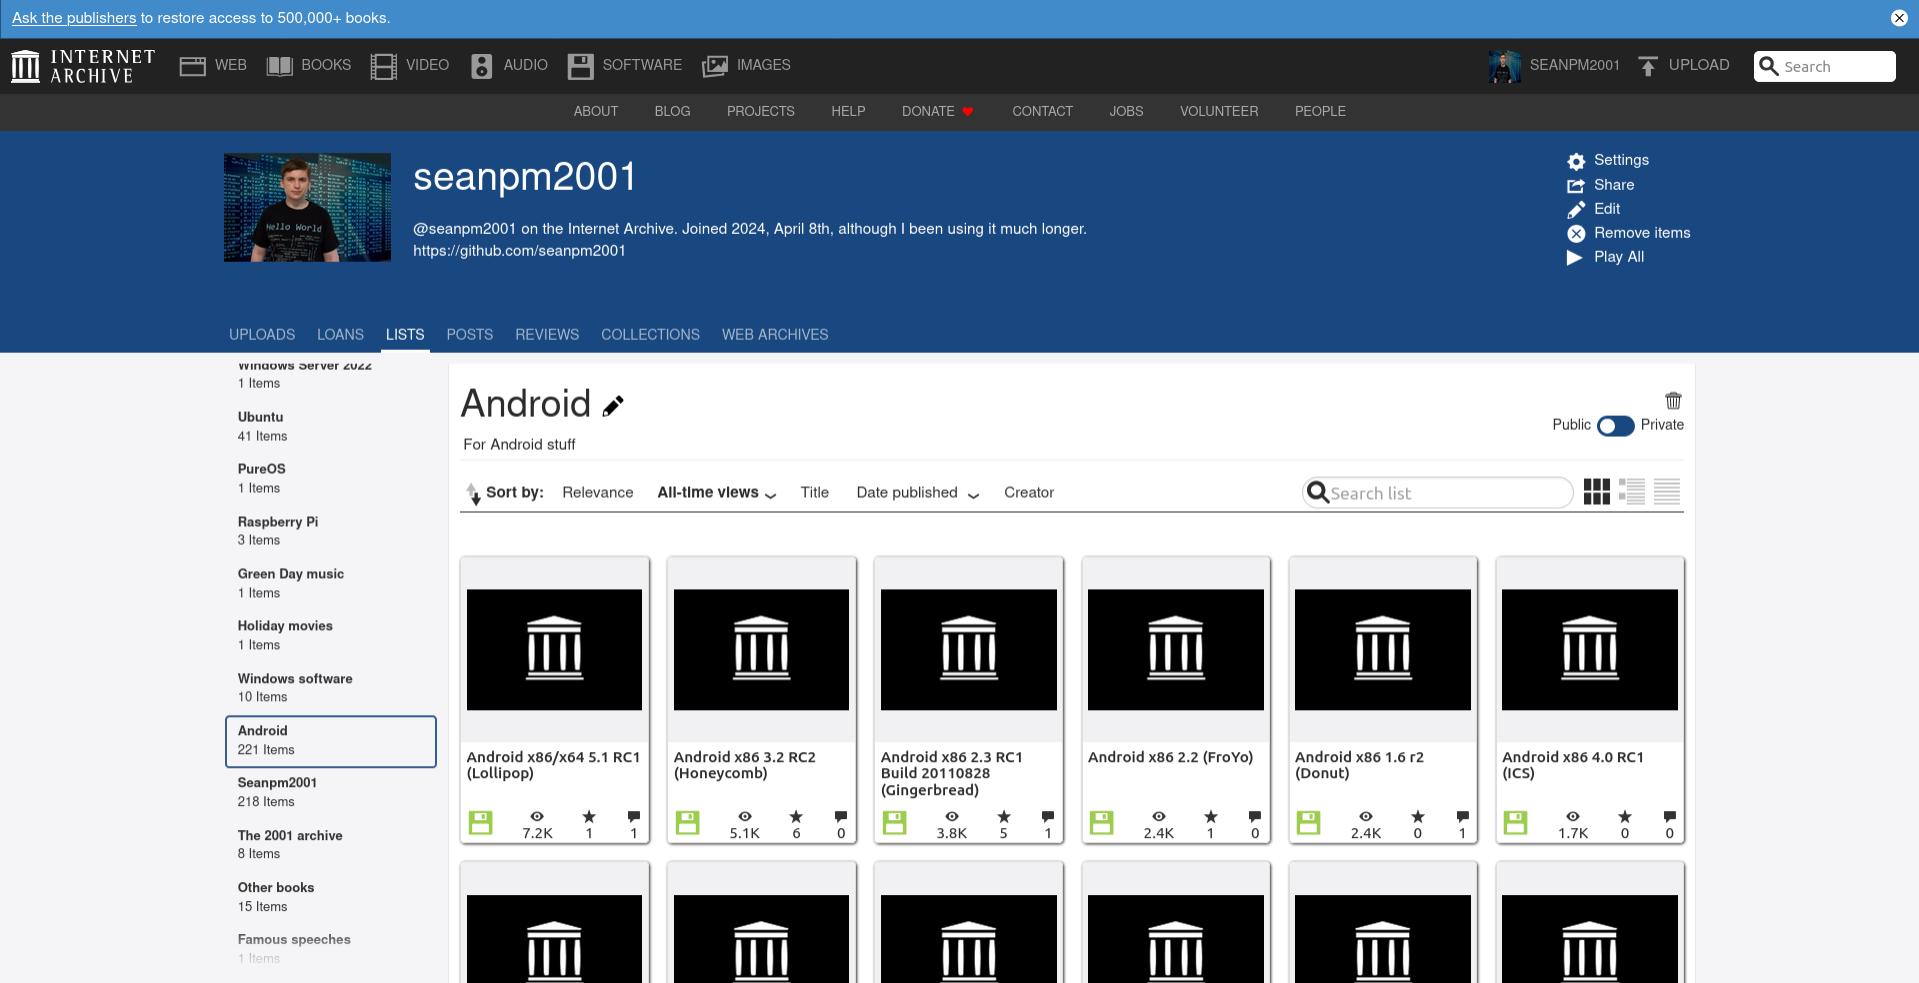 Ask the publishers to restore access to 500,000+ books.
INTERNET ARCHIVE
WEB BOOKS VIDEO AUDIO SOFTWARE IMAGES
SEANPM2001 UPLOAD Search
ABOUT BLOG PROJECTS HELP DONATE CONTACT JOBS VOLUNTEER PEOPLE
seanpm2001
@seanpm2001 on the Internet Archive. Joined 2024, April 8th, although I been using it much longer.
https://github.com/seanpm2001
Hello World
Settings
Share
Edit
Remove items
Play All
UPLOADS LOANS LISTS POSTS REVIEWS COLLECTIONS WEB ARCHIVES
Windows Server 2022
1 Items
Ubuntu
41 Items
PureOS
1 Items
Raspberry Pi
3 Items
Green Day music
1 Items
Holiday movies
1 Items
Windows software
10 Items
Android
221 Items
Seanpm2001
218 Items
The 2001 archive
8 Items
Other books
15 Items
Famous speeches
1 Items
Android
For Android stuff
Public Private
Sort by: Relevance All-time views Title Date published Creator
Search list
Android x86/x64 5.1 RC1
(Lollipop)
7.2K 1 1
Android x86 3.2 RC2
(Honeycomb)
5.1K 6 0
Android x86 2.3 RC1
Build 20110828
(Gingerbread)
3.8K 5 1
Android x86 2.2 (FroYo)
2.4K 1 0
Android x86 1.6 r2
(Donut)
2.4K 0 1
Android x86 4.0 RC1
(ICS)
1.7K 0 0